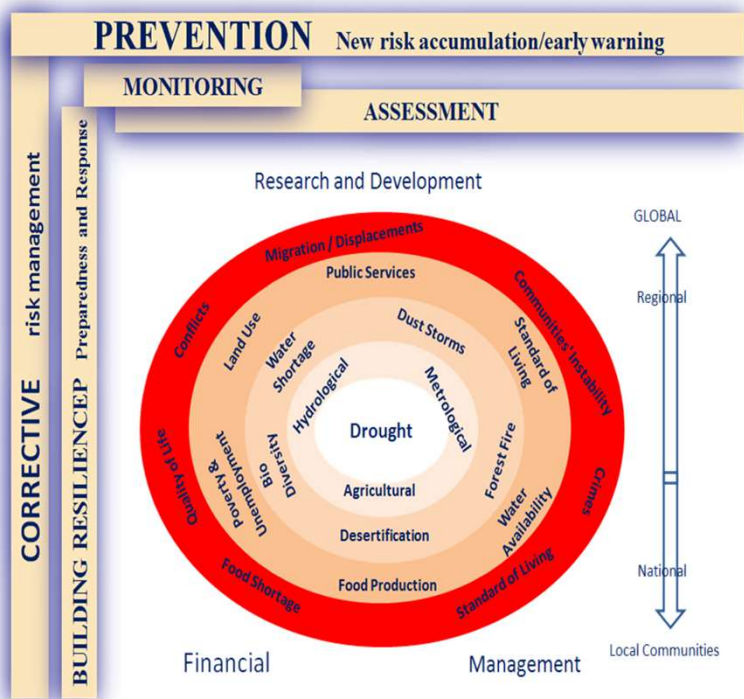 PREVENTION New risk accumulation/early warning
MONITORING
ASSESSMENT
CORRECTIVE risk management
BUILDING RESILIENCEP Preparedness and Response
Research and Development
GLOBAL
Regional
National
Local Communities
Migration / Displacements
Communities' Instability
Crimes
Standard of Living
Food Shortage
Quality of Life
Conflicts
Public Services
Standard of
Living
Water
Availability
Food Production
Poverty &
Unemployment
Land Use
Dust Storms
Forest Fire
Desertification
Bio
Diversity
Water
Shortage
Hydrological
Metrological
Agricultural
Drought
Financial
Management